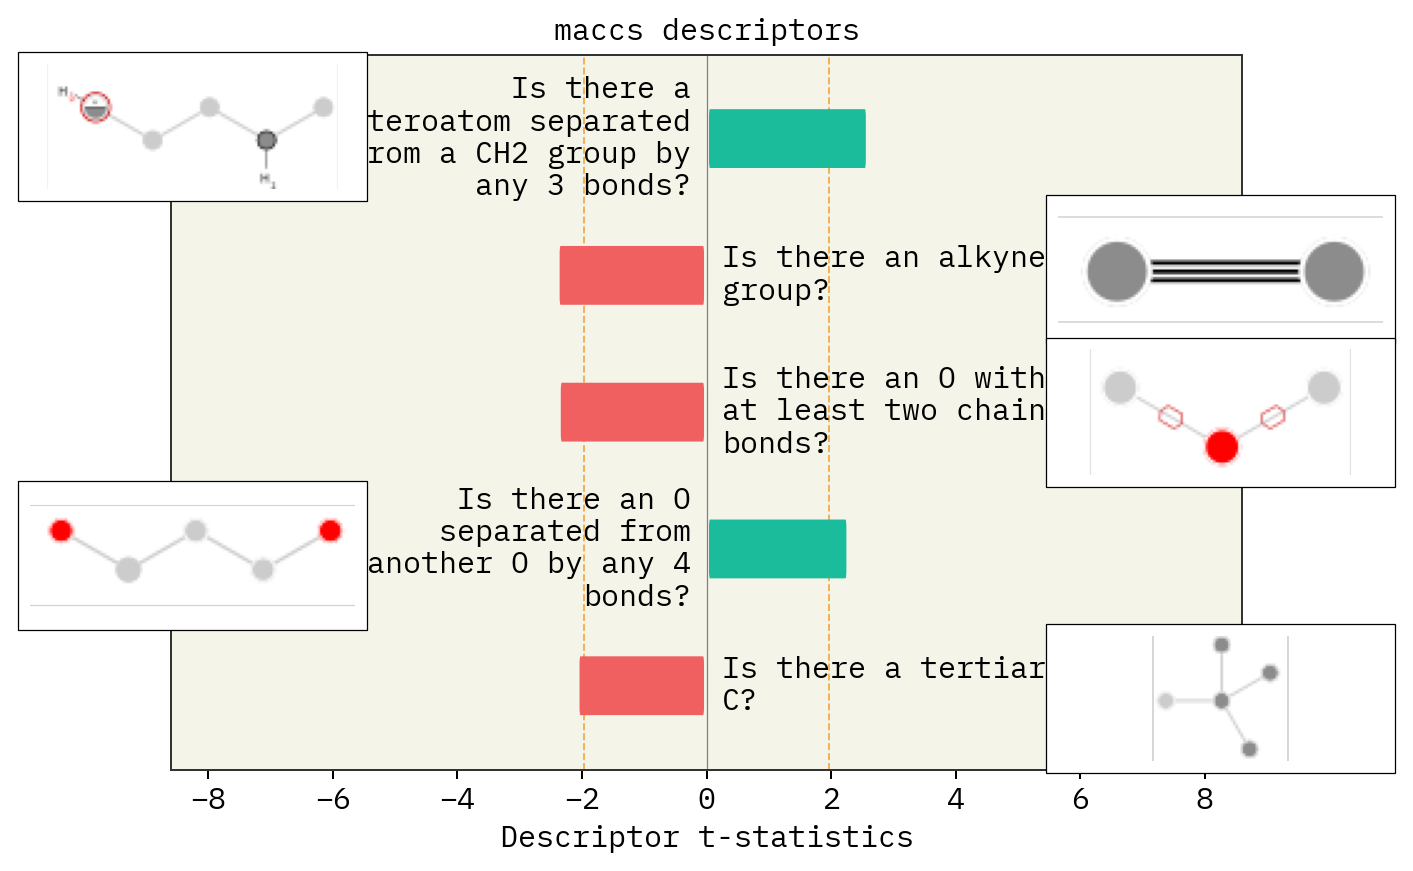 maccs descriptors
Is there a
teroatom separated
rom a CH2 group by
any 3 bonds?
Is there an alkyne
group?
Is there an O with
at least two chain
bonds?
Is there an O
separated from
another O by any 4
bonds?
Is there a tertiar
C?
−8 −6 −4 −2 0 2 4 6 8
Descriptor t-statistics